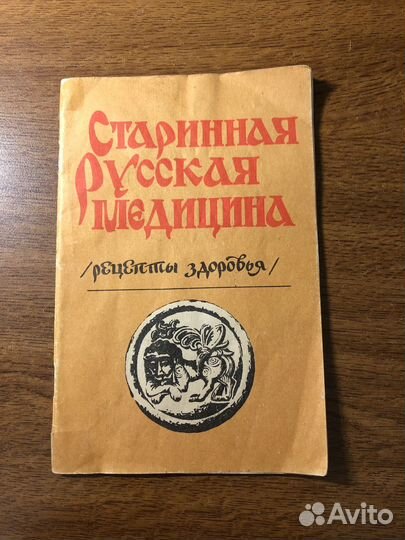 Старинная
Русская
Медицина
/рецепты здоровья/
Avito